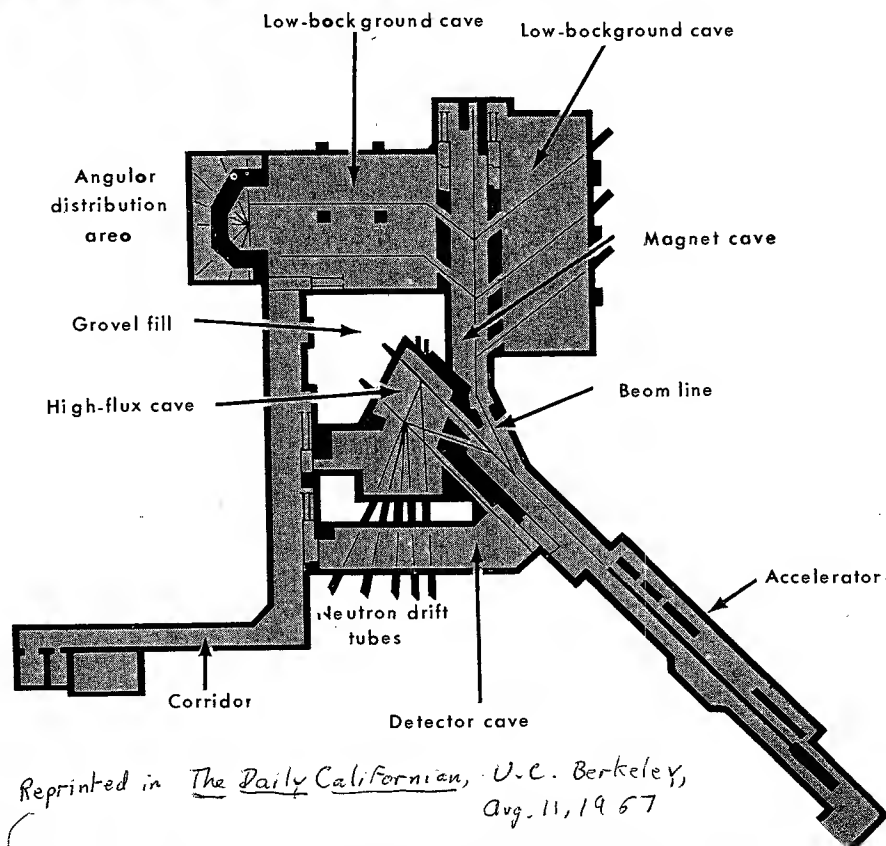 Low-bockground cave
Low-bockground cave
Angulor
distribution
oreo
Magnet cave
Grovel fill
High-flux cave
Beom line
Accelerator
Neutron drift
tubes
Corridor
Detector cave
Reprinted in The Daily Californian, U.C. Berkeley,
Aug. 11, 1967